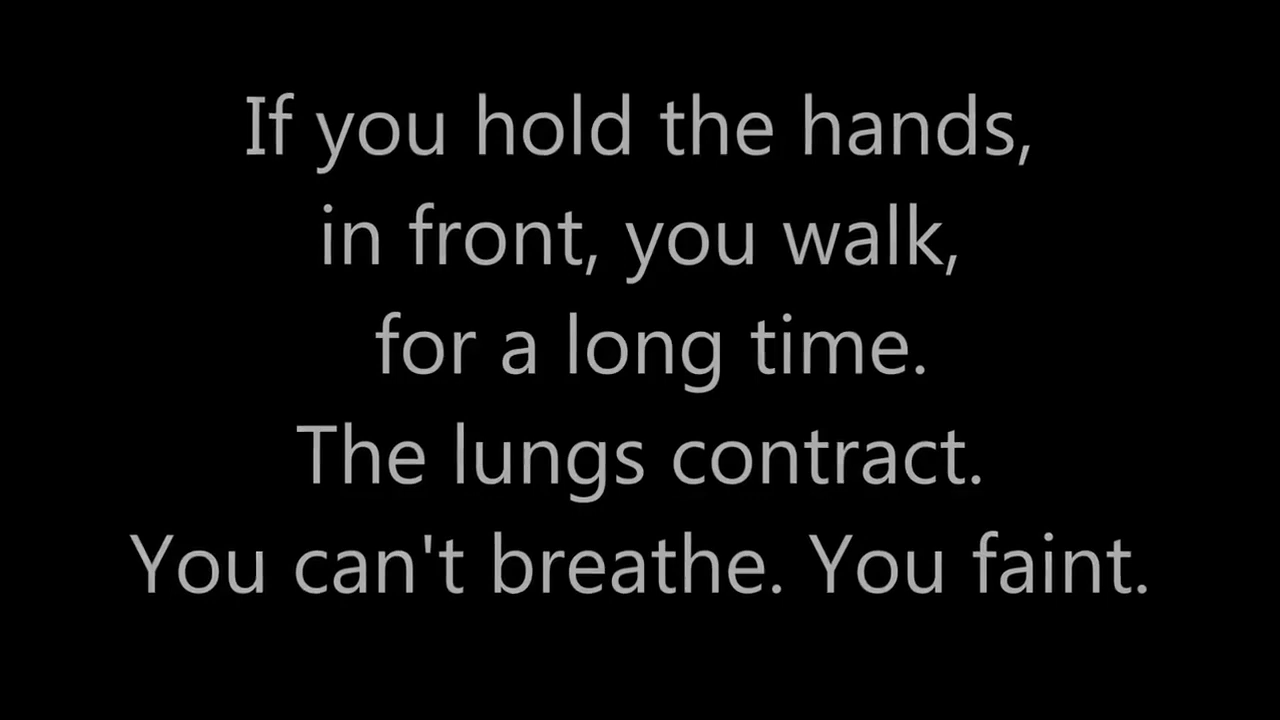 If you hold the hands,
in front, you walk,
for a long time.
The lungs contract.
You can't breathe. You faint.